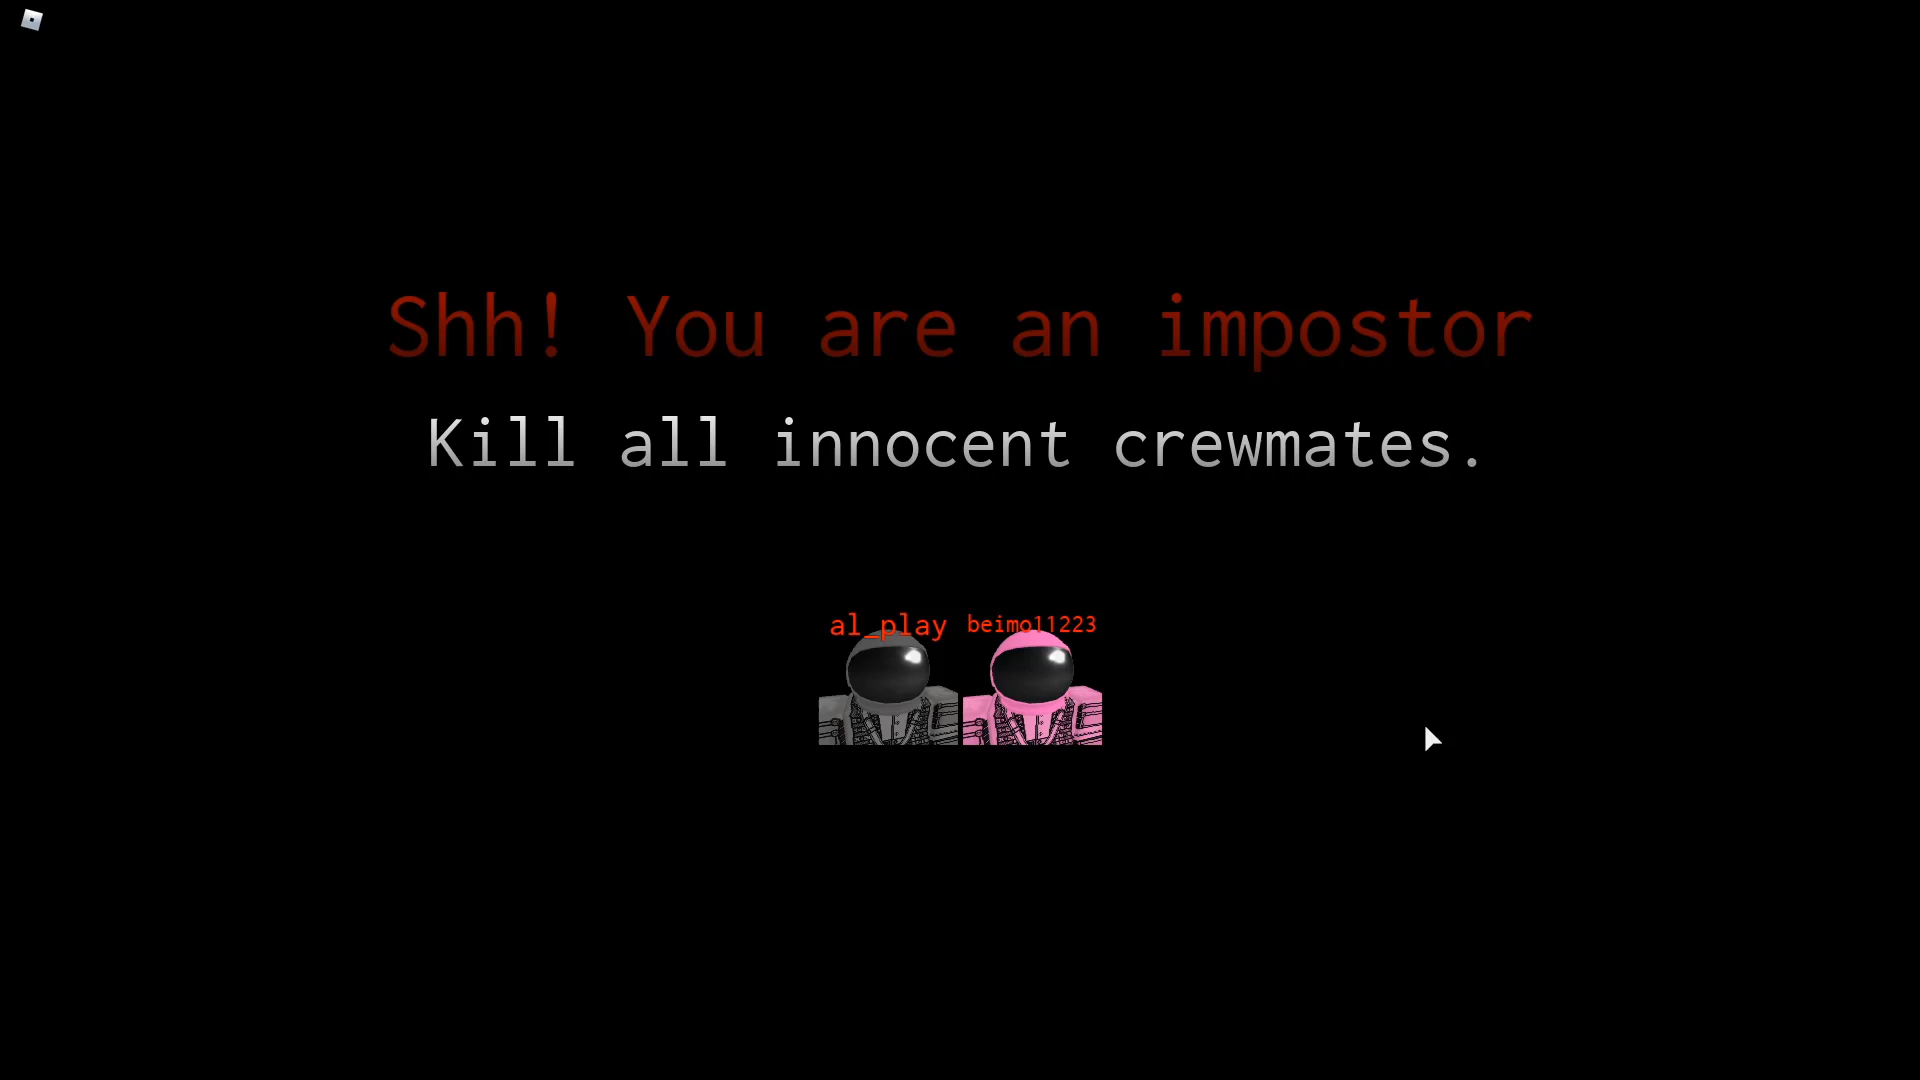 Shh! You are an impostor
Kill all innocent crewmates.
al_play beimo11223